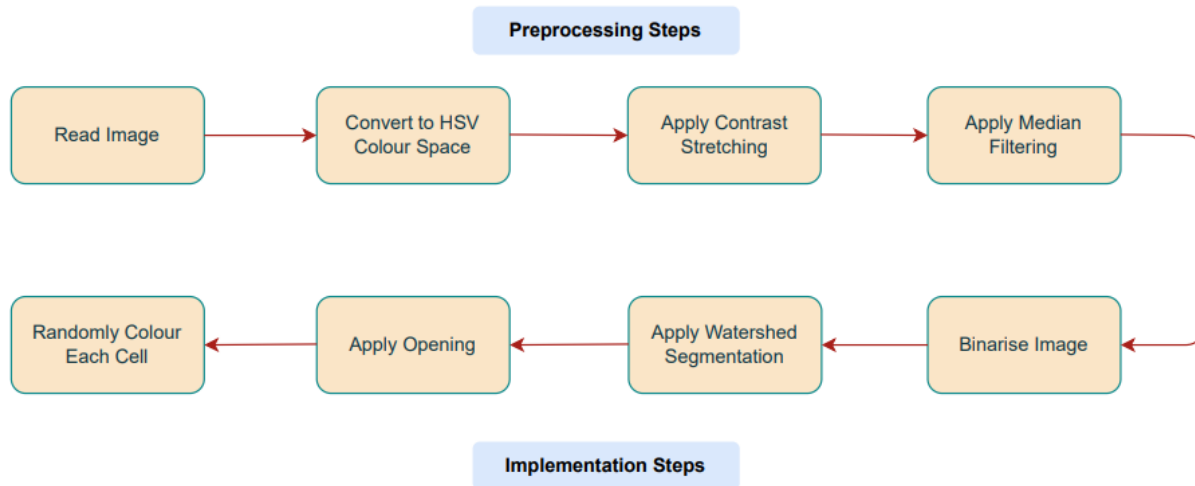 Preprocessing Steps
Read Image
Convert to HSV
Colour Space
Apply Contrast
Stretching
Apply Median
Filtering
Binarise Image
Apply Watershed
Segmentation
Apply Opening
Randomly Colour
Each Cell
Implementation Steps